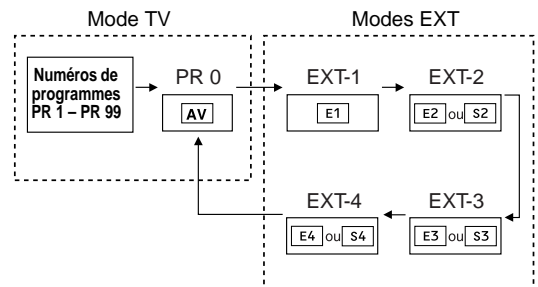 Mode TV
Modes EXT
Numéros de
programmes
PR 1 – PR 99
PR 0
AV
EXT-1
E1
EXT-2
E2 ou S2
EXT-4
E4 ou S4
EXT-3
E3 ou S3